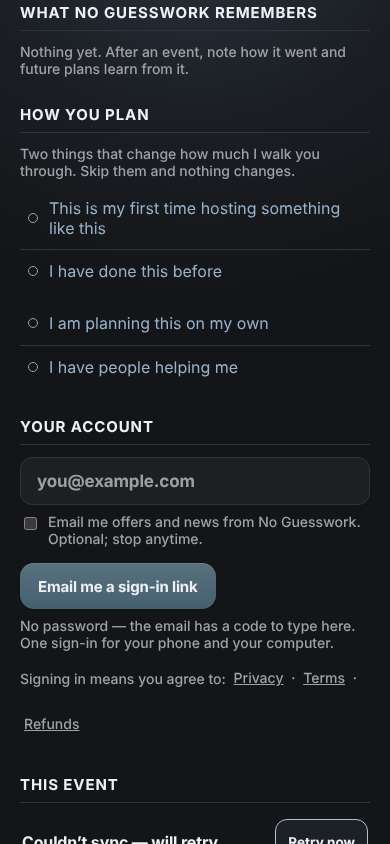 WHAT NO GUESSWORK REMEMBERS
Nothing yet. After an event, note how it went and
future plans learn from it.
HOW YOU PLAN
Two things that change how much I walk you
through. Skip them and nothing changes.
This is my first time hosting something
like this
I have done this before
I am planning this on my own
I have people helping me
YOUR ACCOUNT
you@example.com
Email me offers and news from No Guesswork.
Optional; stop anytime.
Email me a sign-in link
No password — the email has a code to type here.
One sign-in for your phone and your computer.
Signing in means you agree to: Privacy · Terms ·
Refunds
THIS EVENT
Couldn't sync — will retry
Retry now